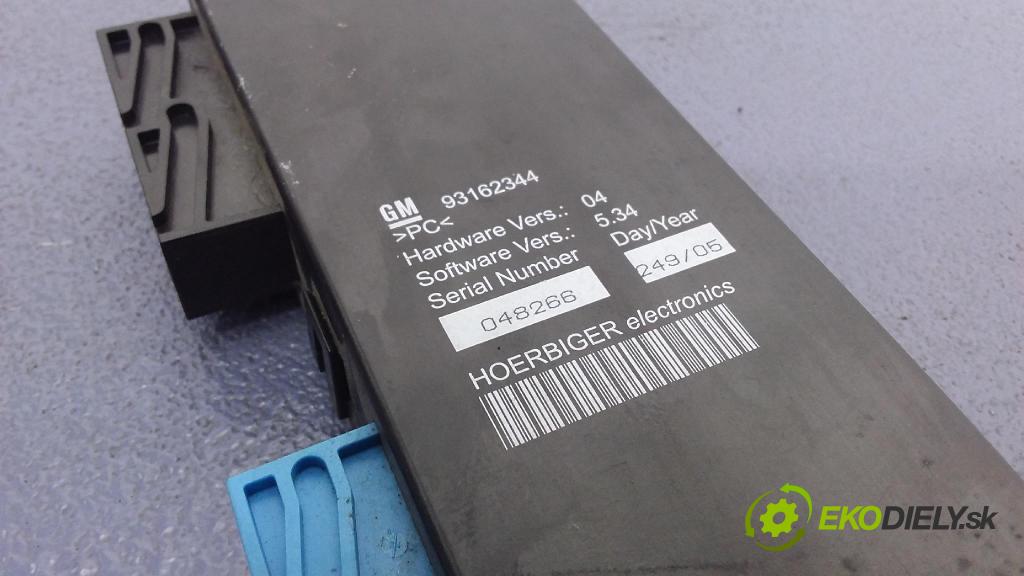 GM 93162344
>PC<
Hardware Vers.: 04
Software Vers.: 5.34
Serial Number Day/Year
048266 249/05
HOERBIGER electronics
EKODIELY.sk